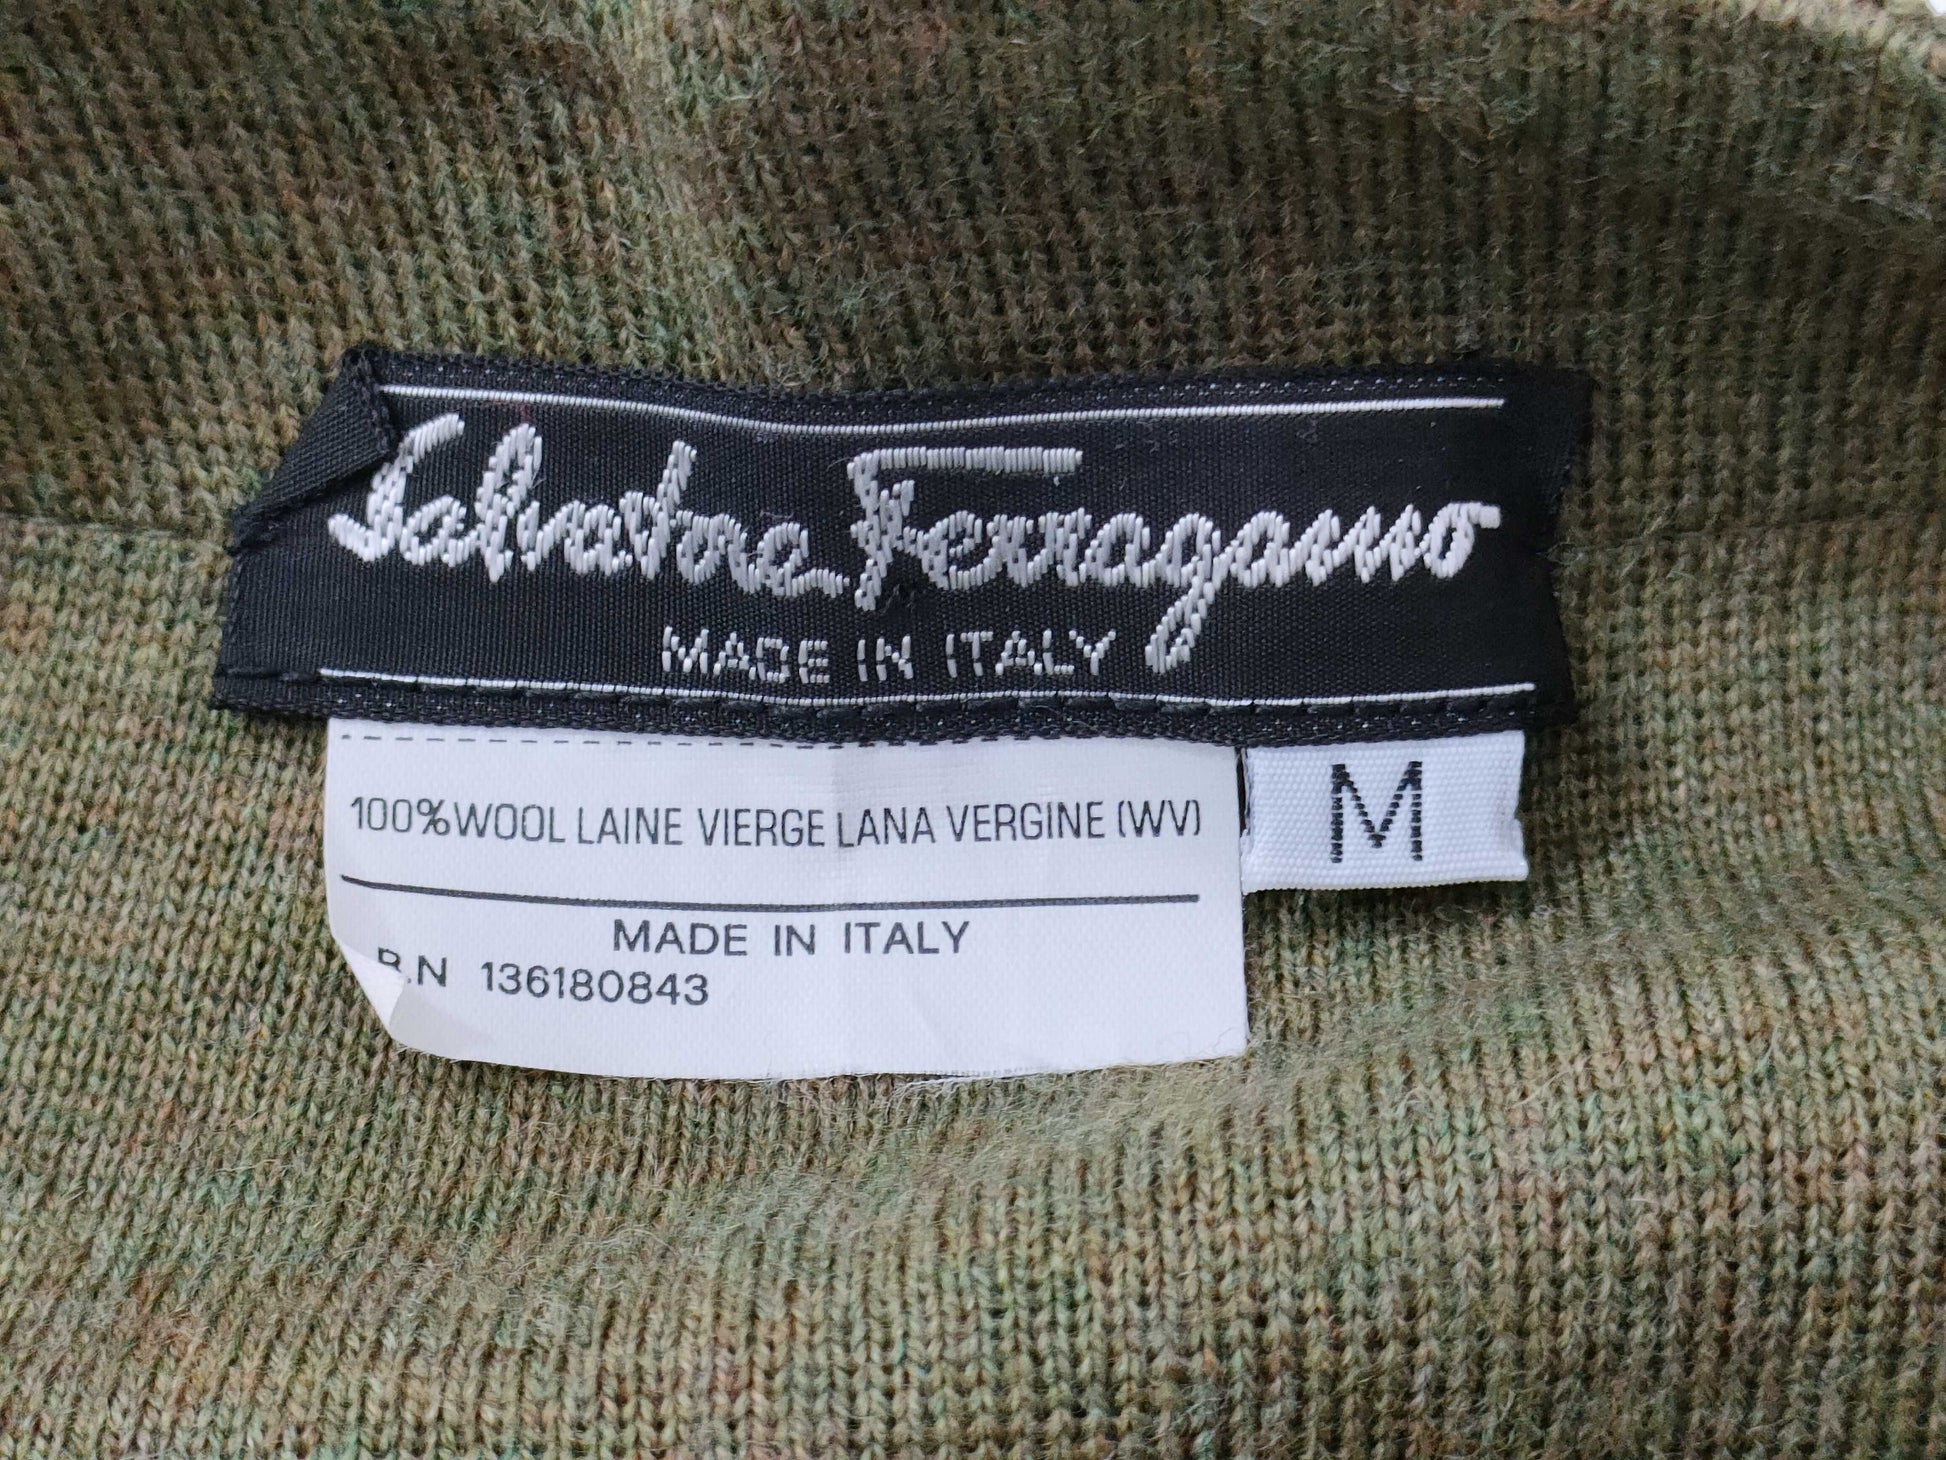 Salvatore Ferragamo
MADE IN ITALY
100%WOOL LAINE VIERGE LANA VERGINE (WV)
M
MADE IN ITALY
R.N 136180843